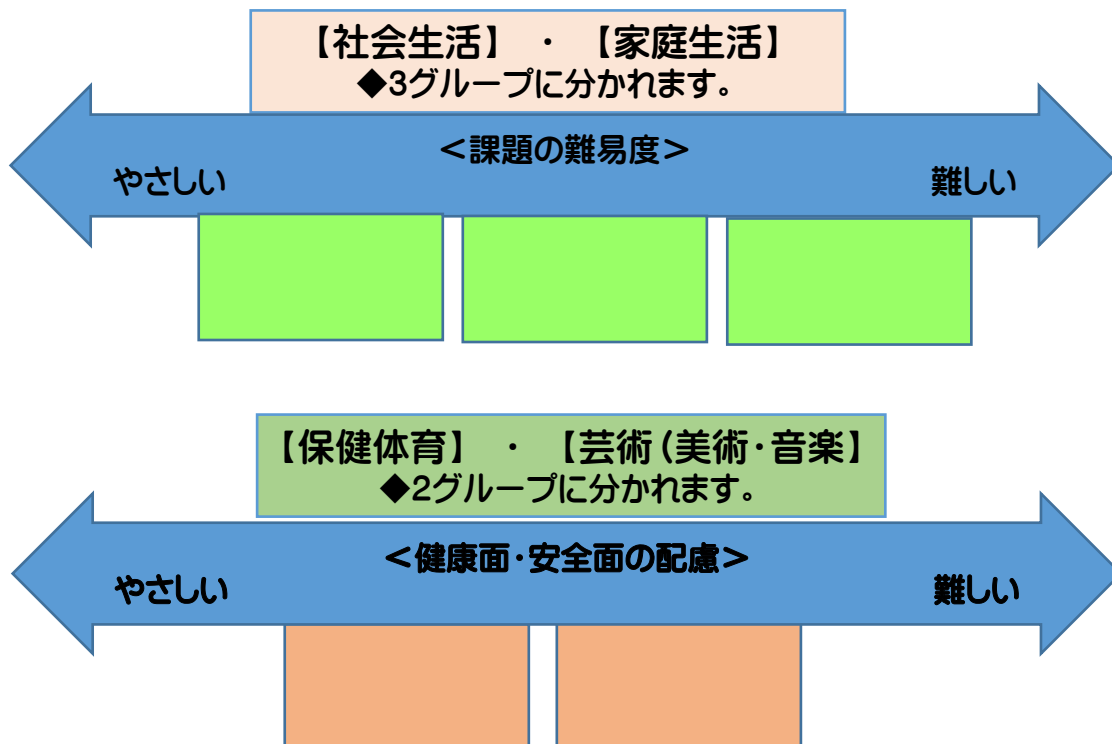 【社会生活】 ・ 【家庭生活】
◆3グループに分かれます。
＜課題の難易度＞
やさしい 難しい
【保健体育】 ・ 【芸術(美術・音楽】
◆2グループに分かれます。
＜健康面・安全面の配慮＞
やさしい 難しい